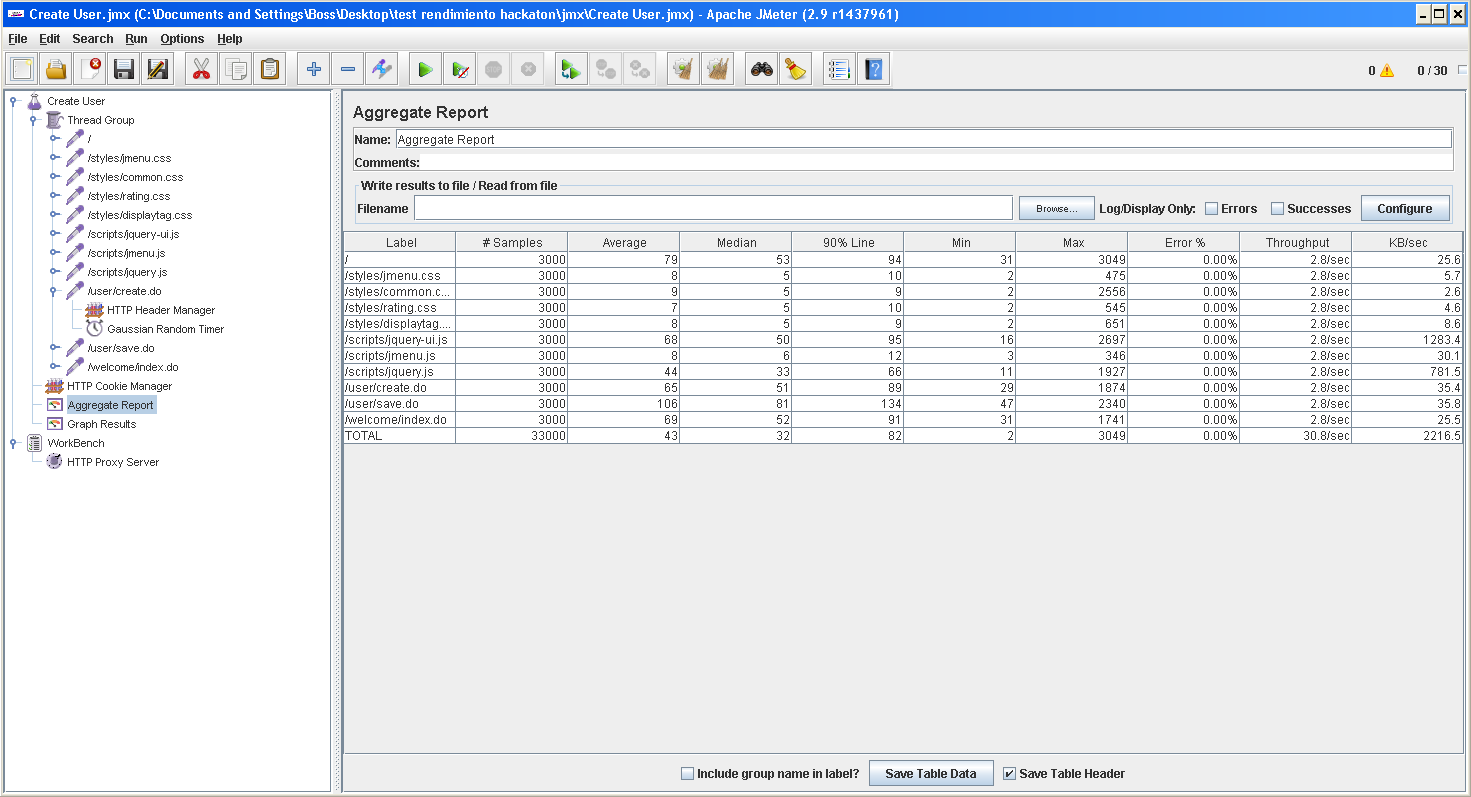 Create User.jmx (C:\Documents and Settings\Boss\Desktop\test rendimiento hackaton\jmx\Create User.jmx) - Apache JMeter (2.9 r1437961)
File Edit Search Run Options Help
0 0 / 30
Create User
Thread Group
/
/styles/jmenu.css
/styles/common.css
/styles/rating.css
/styles/displaytag.css
/scripts/jquery-ui.js
/scripts/jmenu.js
/scripts/jquery.js
/user/create.do
HTTP Header Manager
Gaussian Random Timer
/user/save.do
/welcome/index.do
HTTP Cookie Manager
Aggregate Report
Graph Results
WorkBench
HTTP Proxy Server
Aggregate Report
Name: Aggregate Report
Comments:
Write results to file / Read from file
Filename Browse... Log/Display Only: Errors Successes Configure
Label # Samples Average Median 90% Line Min Max Error % Throughput KB/sec
/ 3000 79 53 94 31 3049 0.00% 2.8/sec 25.6
/styles/jmenu.css 3000 8 5 10 2 475 0.00% 2.8/sec 5.7
/styles/common.c... 3000 9 5 9 2 2556 0.00% 2.8/sec 2.6
/styles/rating.css 3000 7 5 10 2 545 0.00% 2.8/sec 4.6
/styles/displaytag.... 3000 8 5 9 2 651 0.00% 2.8/sec 8.6
/scripts/jquery-ui.js 3000 68 50 95 16 2697 0.00% 2.8/sec 1283.4
/scripts/jmenu.js 3000 8 6 12 3 346 0.00% 2.8/sec 30.1
/scripts/jquery.js 3000 44 33 66 11 1927 0.00% 2.8/sec 781.5
/user/create.do 3000 65 51 89 29 1874 0.00% 2.8/sec 35.4
/user/save.do 3000 106 81 134 47 2340 0.00% 2.8/sec 35.8
/welcome/index.do 3000 69 52 91 31 1741 0.00% 2.8/sec 25.5
TOTAL 33000 43 32 82 2 3049 0.00% 30.8/sec 2216.5
Include group name in label? Save Table Data Save Table Header